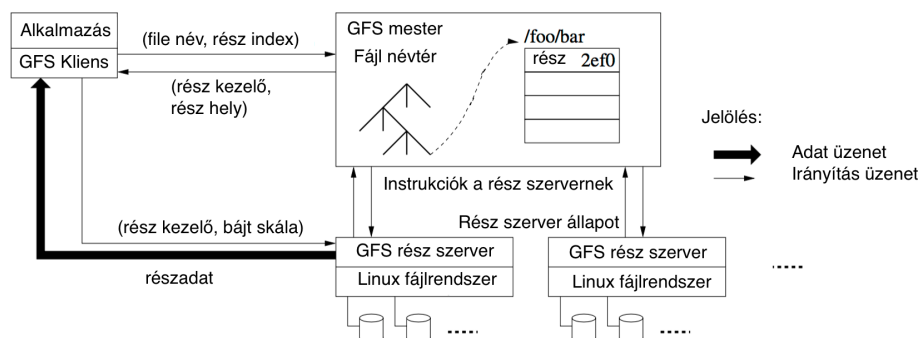 Alkalmazás
GFS Kliens
(file név, rész index)
(rész kezelő,
rész hely)
GFS mester
Fájl névtér
/foo/bar
rész 2ef0
Jelölés:
Adat üzenet
Irányítás üzenet
Instrukciók a rész szervernek
Rész szerver állapot
(rész kezelő, bájt skála)
részadat
GFS rész szerver
Linux fájlrendszer
GFS rész szerver
Linux fájlrendszer